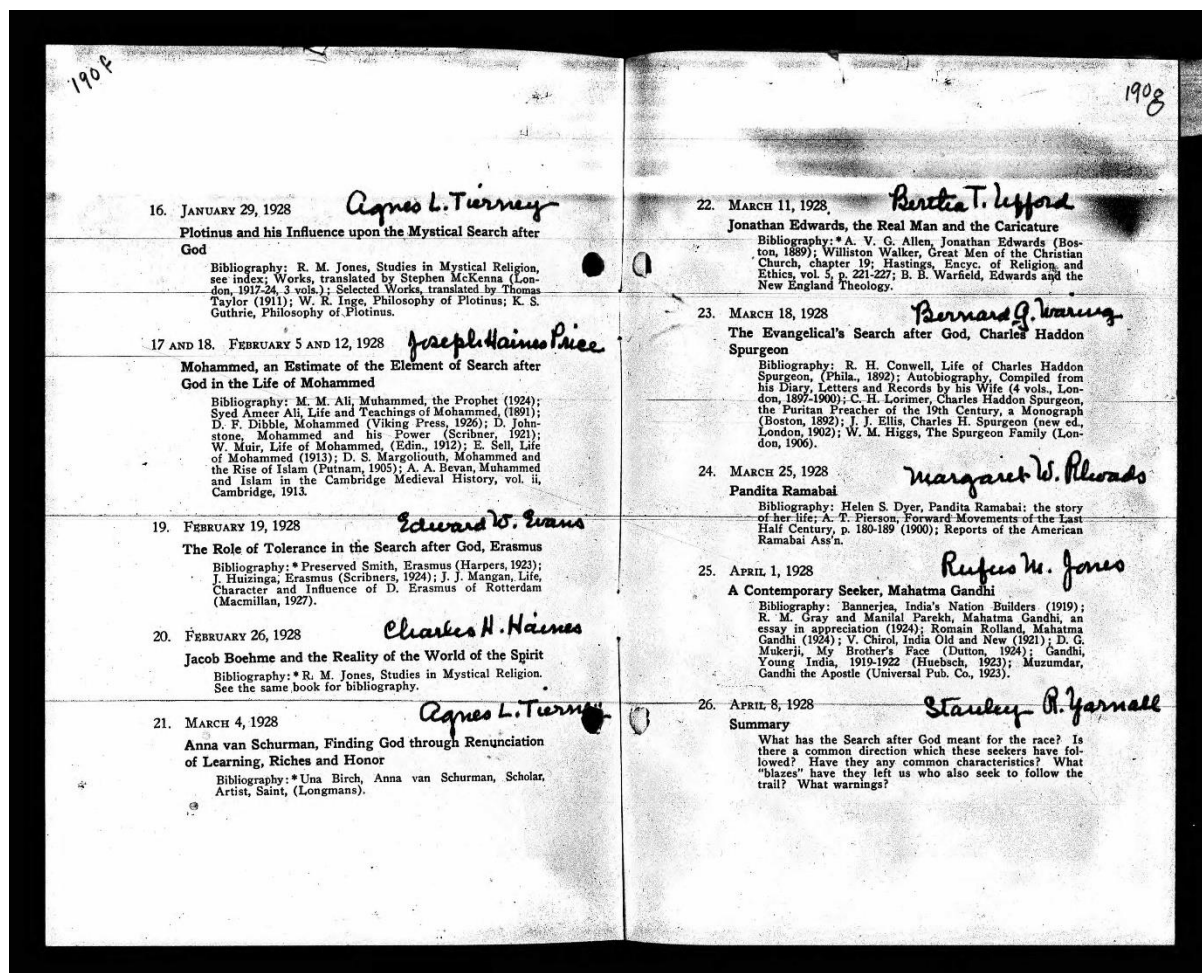 190f
16. JANUARY 29, 1928 Agnes L. Tierney
Plotinus and his Influence upon the Mystical Search after
God
Bibliography: R. M. Jones, Studies in Mystical Religion,
see index; Works, translated by Stephen McKenna (Lon-
don, 1917-24, 3 vols.); Selected Works, translated by Thomas
Taylor (1911); W. R. Inge, Philosophy of Plotinus; K. S.
Guthrie, Philosophy of Plotinus.
17 AND 18. FEBRUARY 5 AND 12, 1928 Joseph Haines Price
Mohammed, an Estimate of the Element of Search after
God in the Life of Mohammed
Bibliography: M. M. Ali, Muhammed, the Prophet (1924);
Syed Ameer Ali, Life and Teachings of Mohammed, (1891);
D. F. Dibble, Mohammed (Viking Press, 1926); D. John-
stone, Mohammed and his Power (Scribner, 1921);
W. Muir, Life of Mohammed, (Edin., 1912); E. Sell, Life
of Mohammed (1913); D. S. Margoliouth, Mohammed and
the Rise of Islam (Putnam, 1905); A. A. Bevan, Muhammed
and Islam in the Cambridge Medieval History, vol. ii,
Cambridge, 1913.
19. FEBRUARY 19, 1928 Edward W. Evans
The Role of Tolerance in the Search after God, Erasmus
Bibliography: * Preserved Smith, Erasmus (Harpers, 1923);
J. Huizinga, Erasmus (Scribners, 1924); J. J. Mangan, Life,
Character and Influence of D. Erasmus of Rotterdam
(Macmillan, 1927).
20. FEBRUARY 26, 1928 Charles H. Haines
Jacob Boehme and the Reality of the World of the Spirit
Bibliography: * R. M. Jones, Studies in Mystical Religion.
See the same book for bibliography.
21. MARCH 4, 1928 Agnes L. Tierney
Anna van Schurman, Finding God through Renunciation
of Learning, Riches and Honor
Bibliography: * Una Birch, Anna van Schurman, Scholar,
Artist, Saint, (Longmans).
190g
22. MARCH 11, 1928 T.
Jonathan Edwards, the Real Man and the Caricature
Bibliography: * A. V. G. Allen, Jonathan Edwards (Bos-
ton, 1889); Williston Walker, Great Men of the Christian
Church, chapter 19; Hastings, Encyc. of Religion and
Ethics, vol. 5, p. 221-227; B. B. Warfield, Edwards and the
New England Theology.
23. MARCH 18, 1928 Bernard G. Waring
The Evangelical's Search after God, Charles Haddon
Spurgeon
Bibliography: R. H. Conwell, Life of Charles Haddon
Spurgeon, (Phila., 1892); Autobiography, Compiled from
his Diary, Letters and Records by his Wife (4 vols., Lon-
don, 1897-1900); C. H. Lorimer, Charles Haddon Spurgeon,
the Puritan Preacher of the 19th Century, a Monograph
(Boston, 1892); J. J. Ellis, Charles H. Spurgeon (new ed.,
London, 1902); W. M. Higgs, The Spurgeon Family (Lon-
don, 1906).
24. MARCH 25, 1928 Margaret W. Rhoads
Pandita Ramabai
Bibliography: Helen S. Dyer, Pandita Ramabai: the story
of her life; A. T. Pierson, Forward Movements of the Last
Half Century, p. 180-189 (1900); Reports of the American
Ramabai Ass'n.
25. APRIL 1, 1928 Rufus M. Jones
A Contemporary Seeker, Mahatma Gandhi
Bibliography: Bannerjea, India's Nation Builders (1919);
R. M. Gray and Manilal Parekh, Mahatma Gandhi, an
essay in appreciation (1924); Romain Rolland, Mahatma
Gandhi (1924); V. Chirol, India Old and New (1921); D. G.
Mukerji, My Brother's Face (Dutton, 1924); Gandhi,
Young India, 1919-1922 (Huebsch, 1923); Muzumdar,
Gandhi the Apostle (Universal Pub. Co., 1923).
26. APRIL 8, 1928 Stanley R. Yarnall
Summary
What has the Search after God meant for the race? Is
there a common direction which these seekers have fol-
lowed? Have they any common characteristics? What
"blazes" have they left us who also seek to follow the
trail? What warnings?